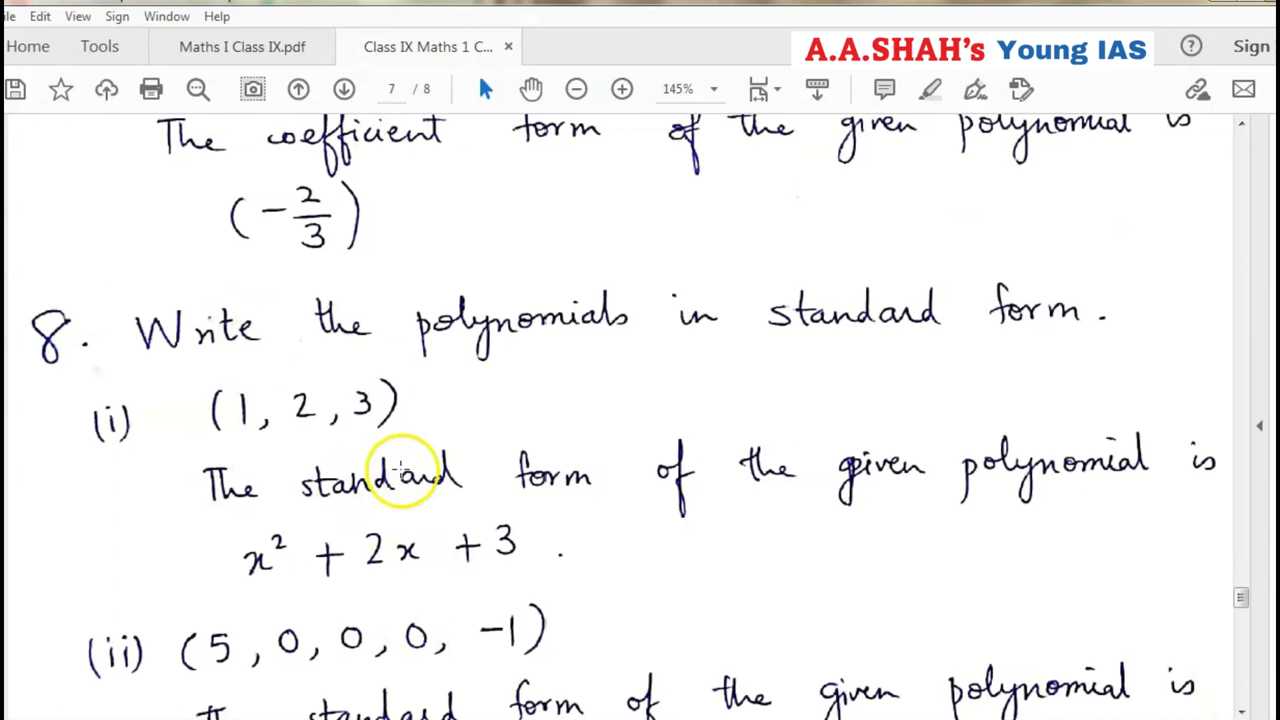 ile Edit View Sign Window Help
Home Tools Maths I Class IX.pdf Class IX Maths 1 C... × A.A.SHAH's Young IAS ? Sign
7 / 8 145%
The coefficient form of the given polynomial is
(-2/3)
8. Write the polynomials in standard form.
(i) (1, 2, 3)
The standard form of the given polynomial is
x² + 2x + 3.
(ii) (5, 0, 0, 0, -1)
The standard form of the given polynomial is